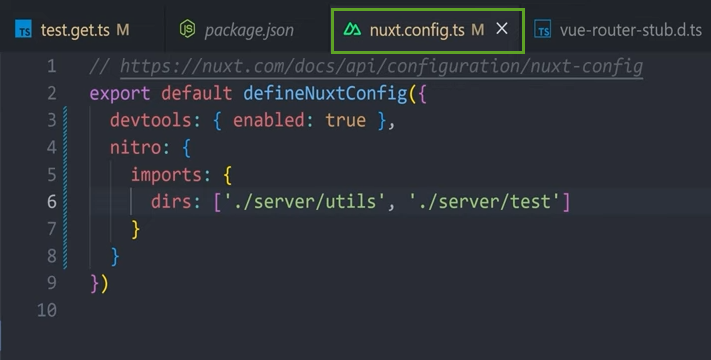 TS test.get.ts M JS package.json nuxt.config.ts M × TS vue-router-stub.d.ts
1 // https://nuxt.com/docs/api/configuration/nuxt-config
2 export default defineNuxtConfig({
3 devtools: { enabled: true },
4 nitro: {
5 imports: {
6 dirs: ['./server/utils', './server/test']
7 }
8 }
9 })
10